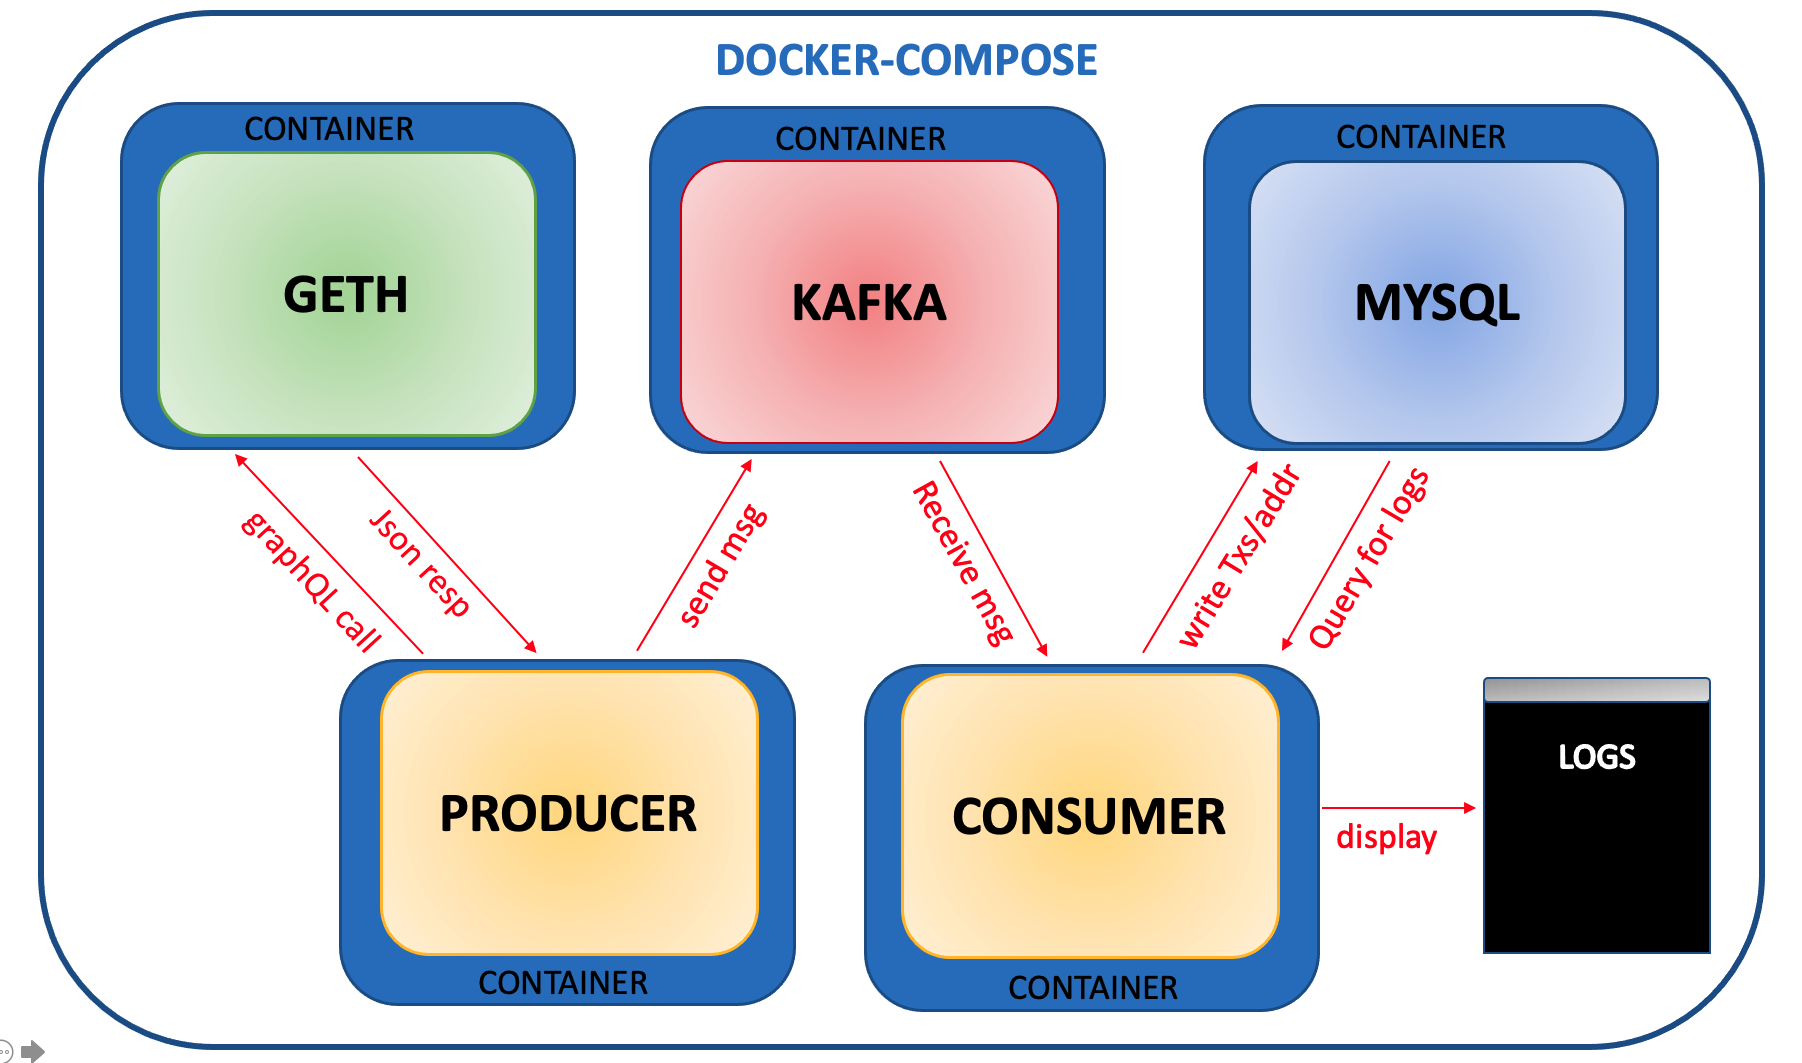 DOCKER-COMPOSE
CONTAINER
GETH
CONTAINER
KAFKA
CONTAINER
MYSQL
graphQL call
Json resp
send msg
Receive msg
write Txs/addr
Query for logs
PRODUCER
CONTAINER
CONSUMER
CONTAINER
display
LOGS